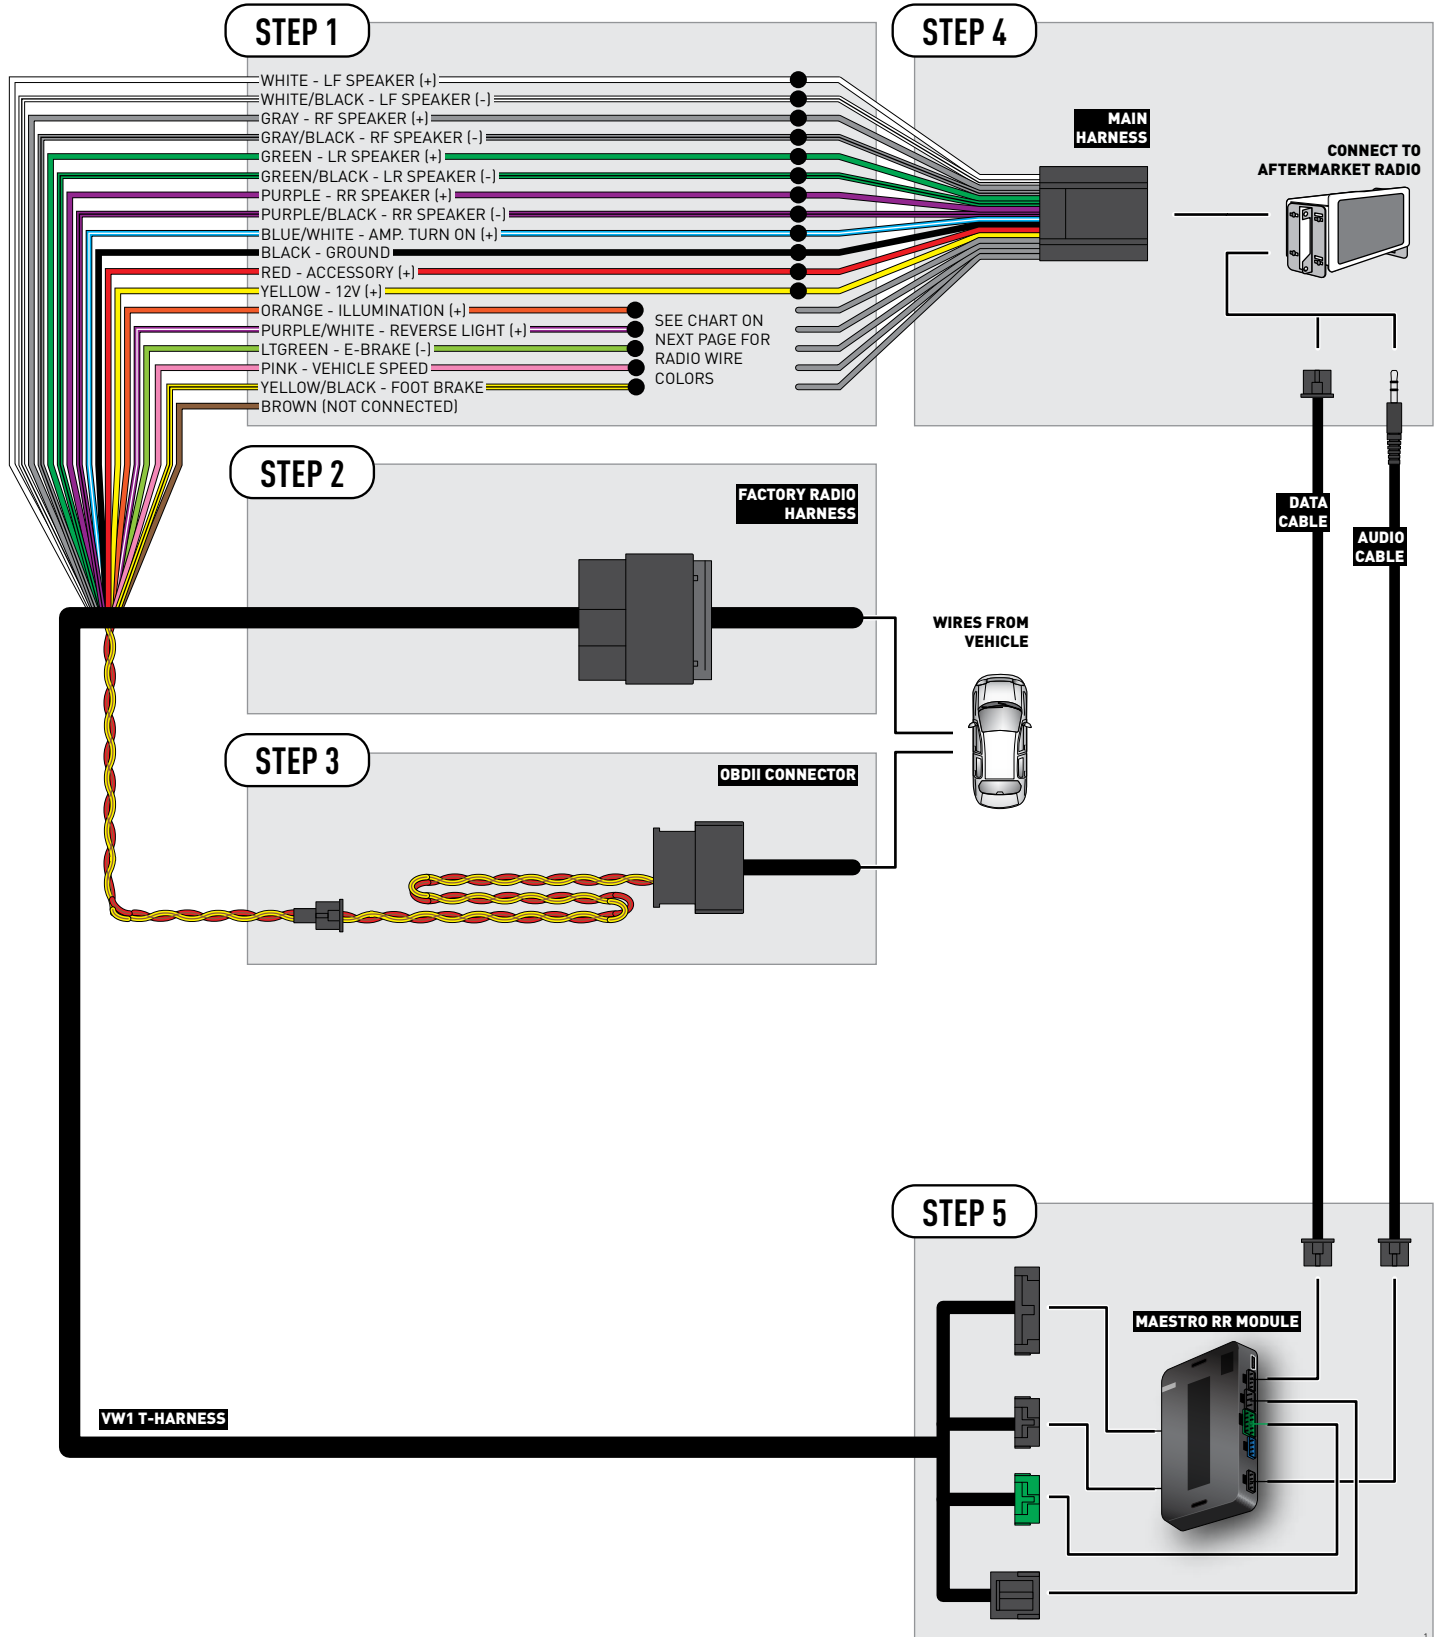 STEP 1
WHITE - LF SPEAKER (+)
WHITE/BLACK - LF SPEAKER (-)
GRAY - RF SPEAKER (+)
GRAY/BLACK - RF SPEAKER (-)
GREEN - LR SPEAKER (+)
GREEN/BLACK - LR SPEAKER (-)
PURPLE - RR SPEAKER (+)
PURPLE/BLACK - RR SPEAKER (-)
BLUE/WHITE - AMP. TURN ON (+)
BLACK - GROUND
RED - ACCESSORY (+)
YELLOW - 12V (+)
ORANGE - ILLUMINATION (+)
PURPLE/WHITE - REVERSE LIGHT (+)
LTGREEN - E-BRAKE (-)
PINK - VEHICLE SPEED
YELLOW/BLACK - FOOT BRAKE
BROWN (NOT CONNECTED)
SEE CHART ON
NEXT PAGE FOR
RADIO WIRE
COLORS
STEP 4
MAIN
HARNESS
CONNECT TO
AFTERMARKET RADIO
DATA
CABLE
AUDIO
CABLE
STEP 2
FACTORY RADIO
HARNESS
WIRES FROM
VEHICLE
STEP 3
OBDII CONNECTOR
STEP 5
MAESTRO RR MODULE
VW1 T-HARNESS
1